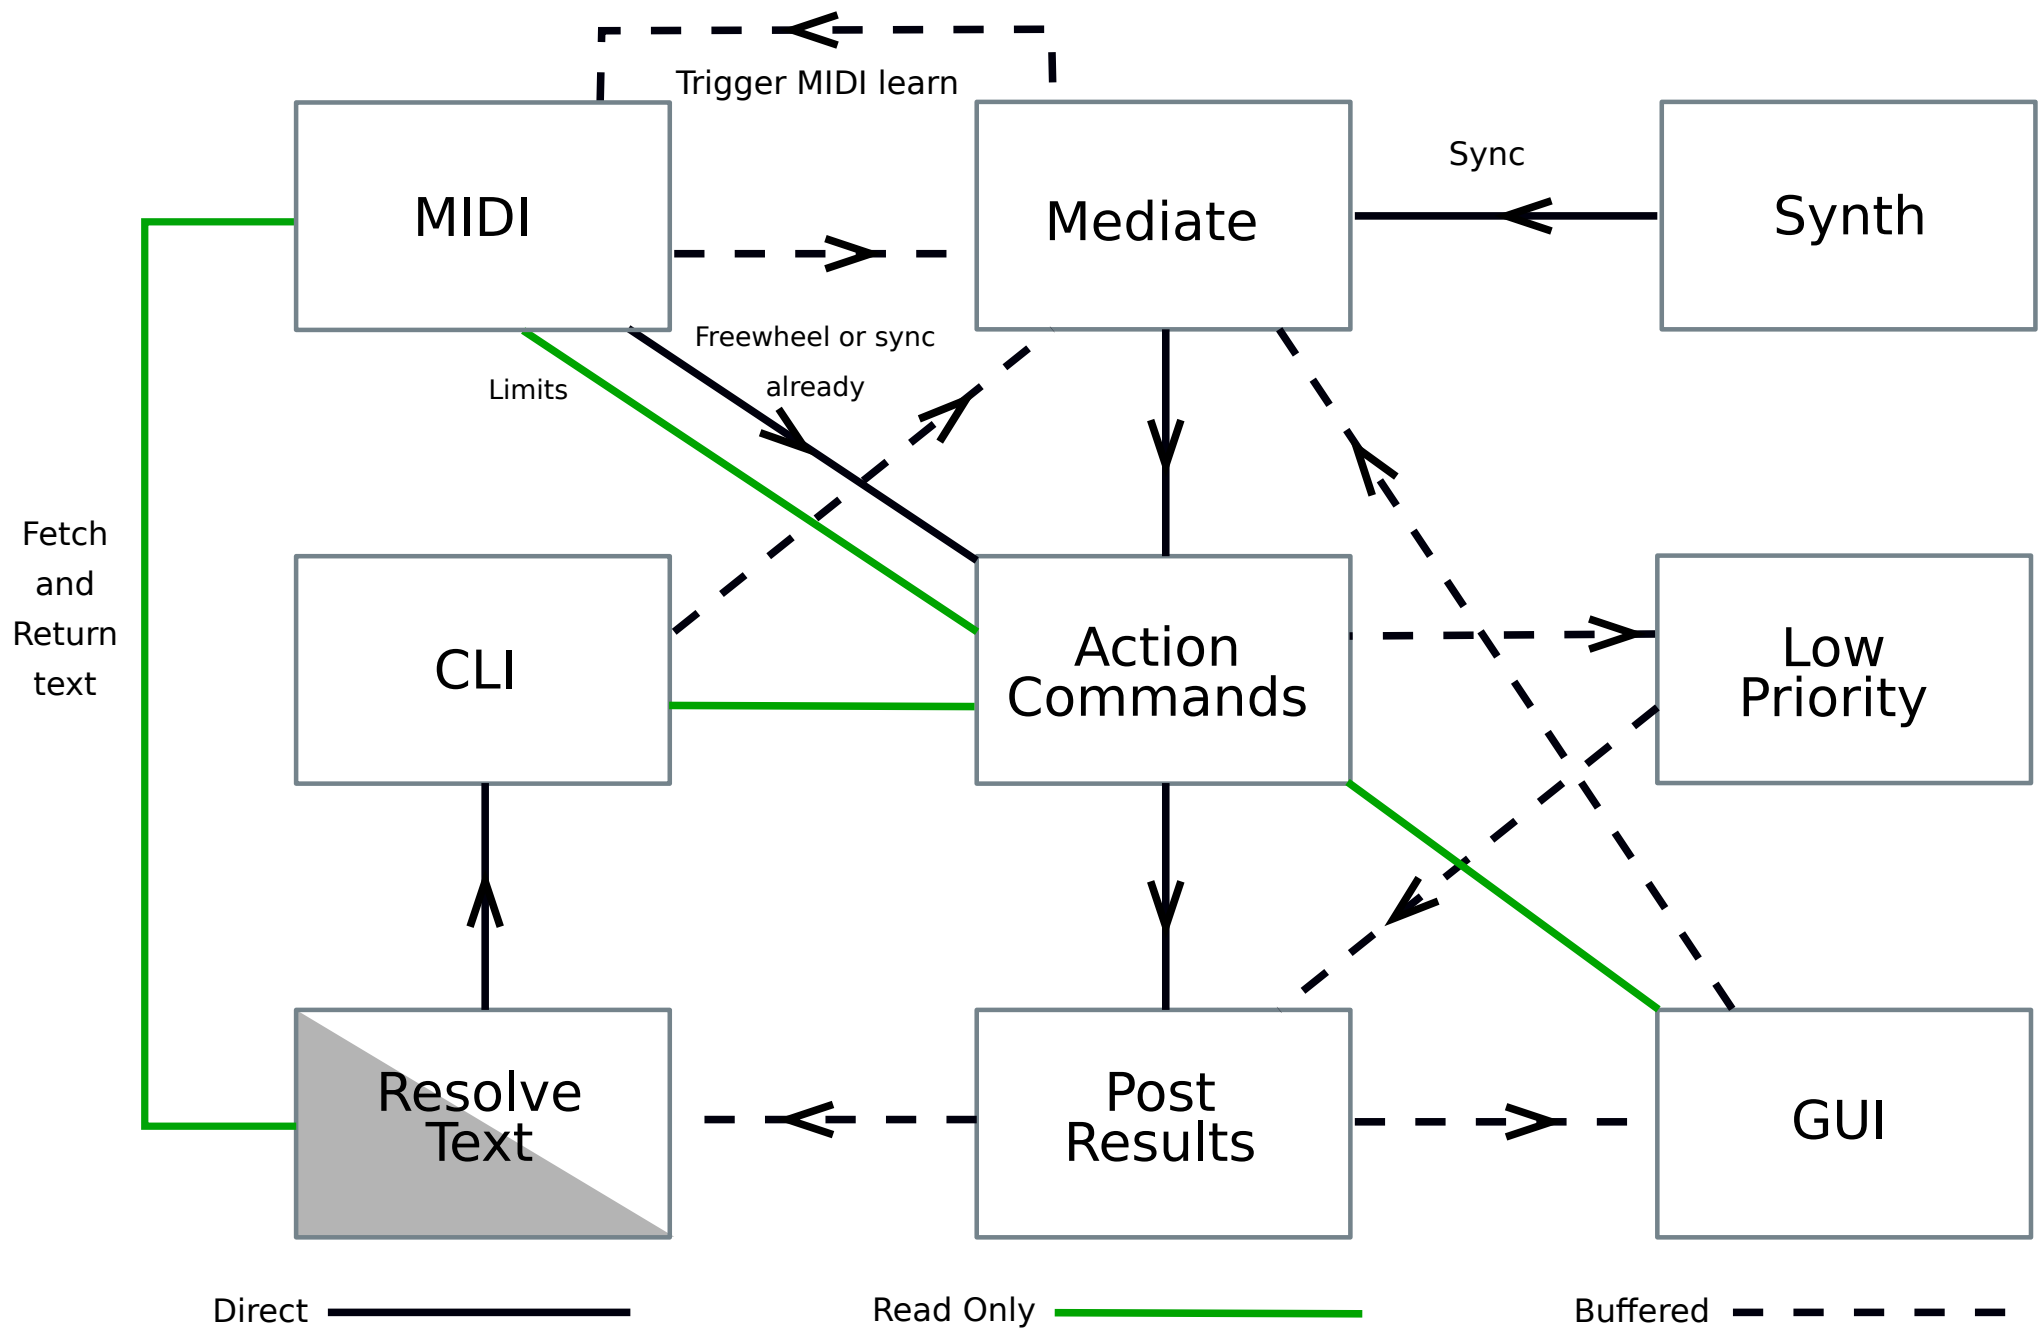 Trigger MIDI learn
MIDI
Mediate
Sync
Synth
Freewheel or sync
already
Limits
Fetch
and
Return
text
CLI
Action
Commands
Low
Priority
Resolve
Text
Post
Results
GUI
Direct
Read Only
Buffered